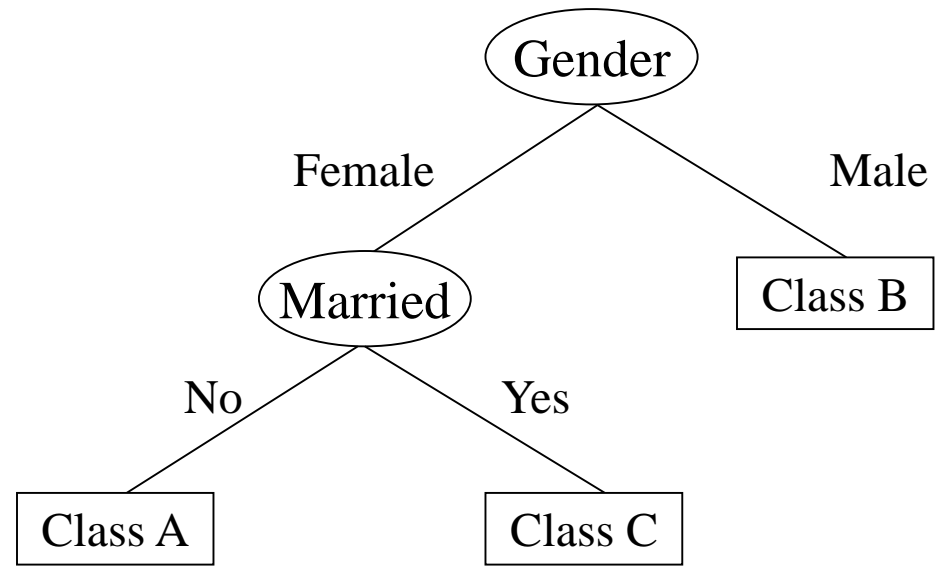 Gender
Female
Male
Married
Class B
No
Yes
Class A
Class C